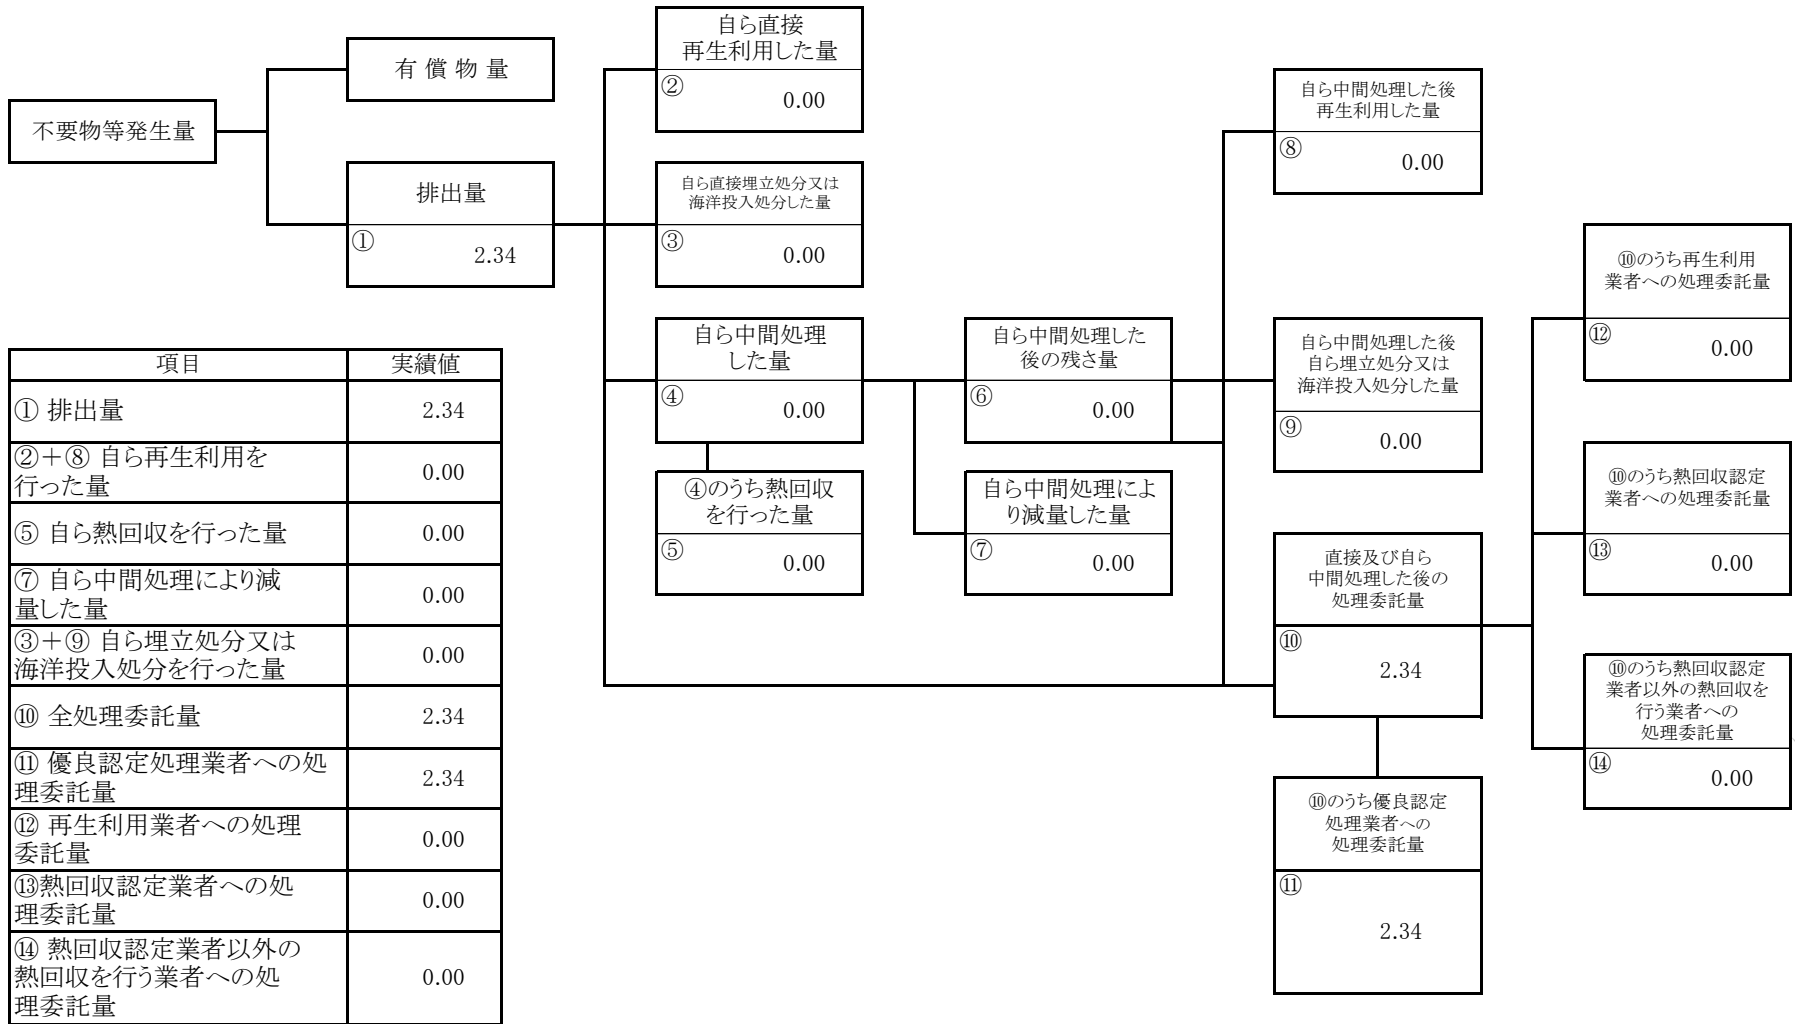 不要物等発生量
有 償 物 量
排出量
①
2.34
自ら直接
再生利用した量
②
0.00
自ら直接埋立処分又は
海洋投入処分した量
③
0.00
自ら中間処理
した量
④
0.00
④のうち熱回収
を行った量
⑤
0.00
自ら中間処理した
後の残さ量
⑥
0.00
自ら中間処理によ
り減量した量
⑦
0.00
自ら中間処理した後
再生利用した量
⑧
0.00
自ら中間処理した後
自ら埋立処分又は
海洋投入処分した量
⑨
0.00
直接及び自ら
中間処理した後の
処理委託量
⑩
2.34
⑩のうち優良認定
処理業者への
処理委託量
⑪
2.34
⑩のうち再生利用
業者への処理委託量
⑫
0.00
⑩のうち熱回収認定
業者への処理委託量
⑬
0.00
⑩のうち熱回収認定
業者以外の熱回収を
行う業者への
処理委託量
⑭
0.00
項目 実績値
① 排出量 2.34
②＋⑧ 自ら再生利用を
行った量 0.00
⑤ 自ら熱回収を行った量 0.00
⑦ 自ら中間処理により減
量した量 0.00
③＋⑨ 自ら埋立処分又は
海洋投入処分を行った量 0.00
⑩ 全処理委託量 2.34
⑪ 優良認定処理業者への処
理委託量 2.34
⑫ 再生利用業者への処理
委託量 0.00
⑬熱回収認定業者への処
理委託量 0.00
⑭ 熱回収認定業者以外の
熱回収を行う業者への処
理委託量 0.00